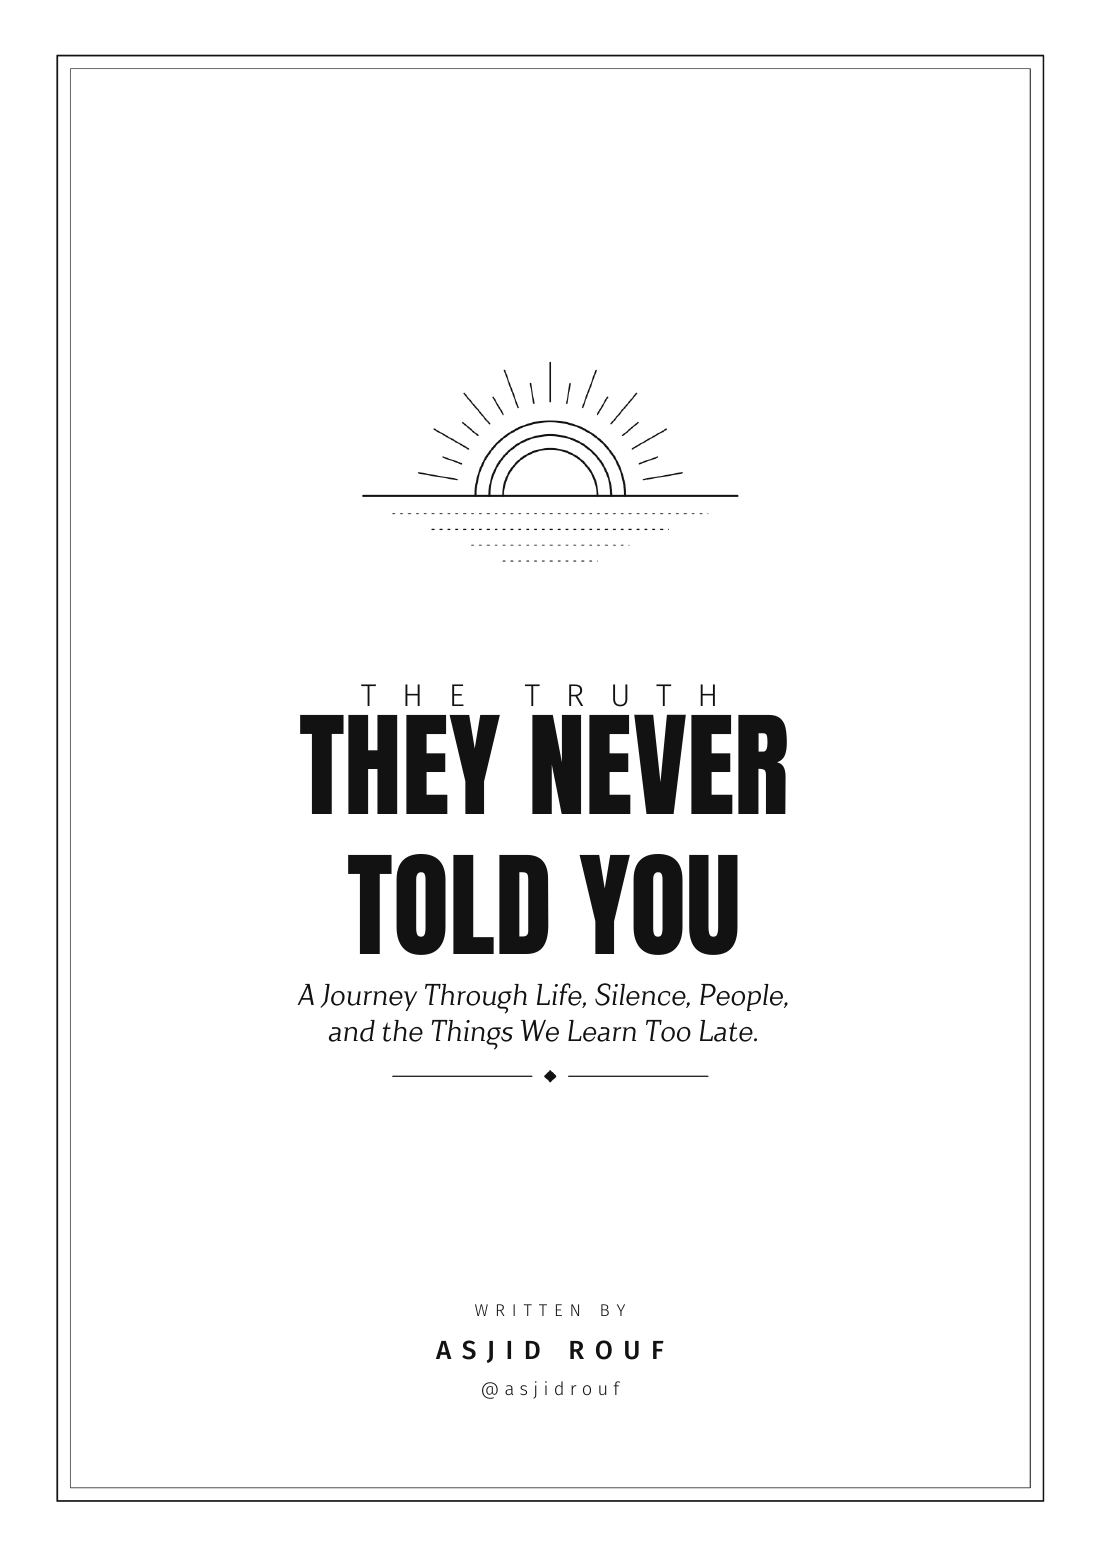 THE TRUTH
THEY NEVER
TOLD YOU
A Journey Through Life, Silence, People,
and the Things We Learn Too Late.
WRITTEN BY
ASJID ROUF
@asjidrouf